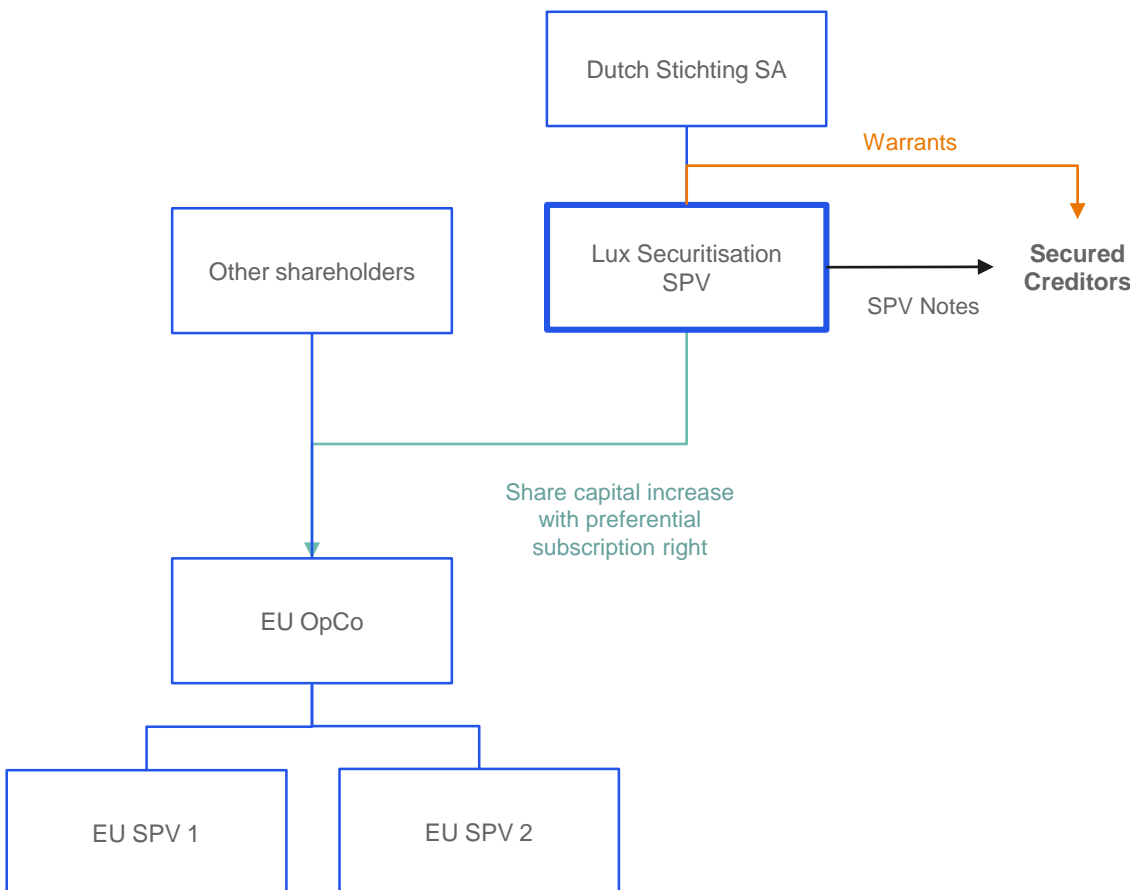 Dutch Stichting SA
Warrants
Other shareholders
Lux Securitisation
SPV
Secured
Creditors
SPV Notes
Share capital increase
with preferential
subscription right
EU OpCo
EU SPV 1
EU SPV 2